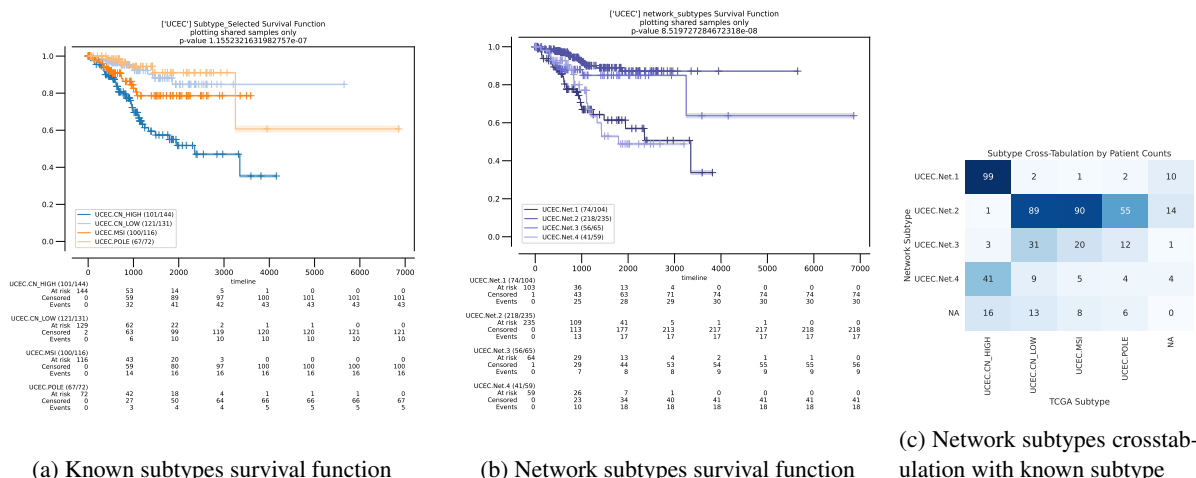 ['UCEC'] Subtype_Selected Survival Function
plotting shared samples only
p-value 1.1552321631982757e-07
1.0
0.8
0.6
0.4
0.2
0.0
UCEC.CN_HIGH (101/144)
UCEC.CN_LOW (121/131)
UCEC.MSI (100/116)
UCEC.POLE (67/72)
0 1000 2000 3000 4000 5000 6000 7000
timeline
UCEC.CN_HIGH (101/144)
At risk 144 53 14 5 1 0 0 0
Censored 0 59 89 97 100 101 101 101
Events 0 32 41 42 43 43 43 43
UCEC.CN_LOW (121/131)
At risk 129 62 22 2 1 1 0 0
Censored 2 63 99 119 120 120 121 121
Events 0 6 10 10 10 10 10 10
UCEC.MSI (100/116)
At risk 116 43 20 3 0 0 0 0
Censored 0 59 80 97 100 100 100 100
Events 0 14 16 16 16 16 16 16
UCEC.POLE (67/72)
At risk 72 42 18 4 1 1 1 0
Censored 0 27 50 64 66 66 66 67
Events 0 3 4 4 5 5 5 5
(a) Known subtypes survival function
['UCEC'] network_subtypes Survival Function
plotting shared samples only
p-value 8.519727284672318e-08
1.0
0.8
0.6
0.4
0.2
0.0
UCEC.Net.1 (74/104)
UCEC.Net.2 (218/235)
UCEC.Net.3 (56/65)
UCEC.Net.4 (41/59)
0 1000 2000 3000 4000 5000 6000 7000
timeline
UCEC.Net.1 (74/104)
At risk 103 36 13 4 0 0 0 0
Censored 1 43 63 71 74 74 74 74
Events 0 25 28 29 30 30 30 30
UCEC.Net.2 (218/235)
At risk 235 109 41 5 1 1 0 0
Censored 0 113 177 213 217 217 218 218
Events 0 13 17 17 17 17 17 17
UCEC.Net.3 (56/65)
At risk 64 29 13 4 2 1 1 0
Censored 1 29 44 53 54 55 55 56
Events 0 7 8 8 9 9 9 9
UCEC.Net.4 (41/59)
At risk 59 26 7 1 0 0 0 0
Censored 0 23 34 40 41 41 41 41
Events 0 10 18 18 18 18 18 18
(b) Network subtypes survival function
Subtype Cross-Tabulation by Patient Counts
Network Subtype
UCEC.Net.1 99 2 1 2 10
UCEC.Net.2 1 89 90 55 14
UCEC.Net.3 3 31 20 12 1
UCEC.Net.4 41 9 5 4 4
NA 16 13 8 6 0
UCEC.CN_HIGH
UCEC.CN_LOW
UCEC.MSI
UCEC.POLE
NA
TCGA Subtype
(c) Network subtypes crosstab-
ulation with known subtype